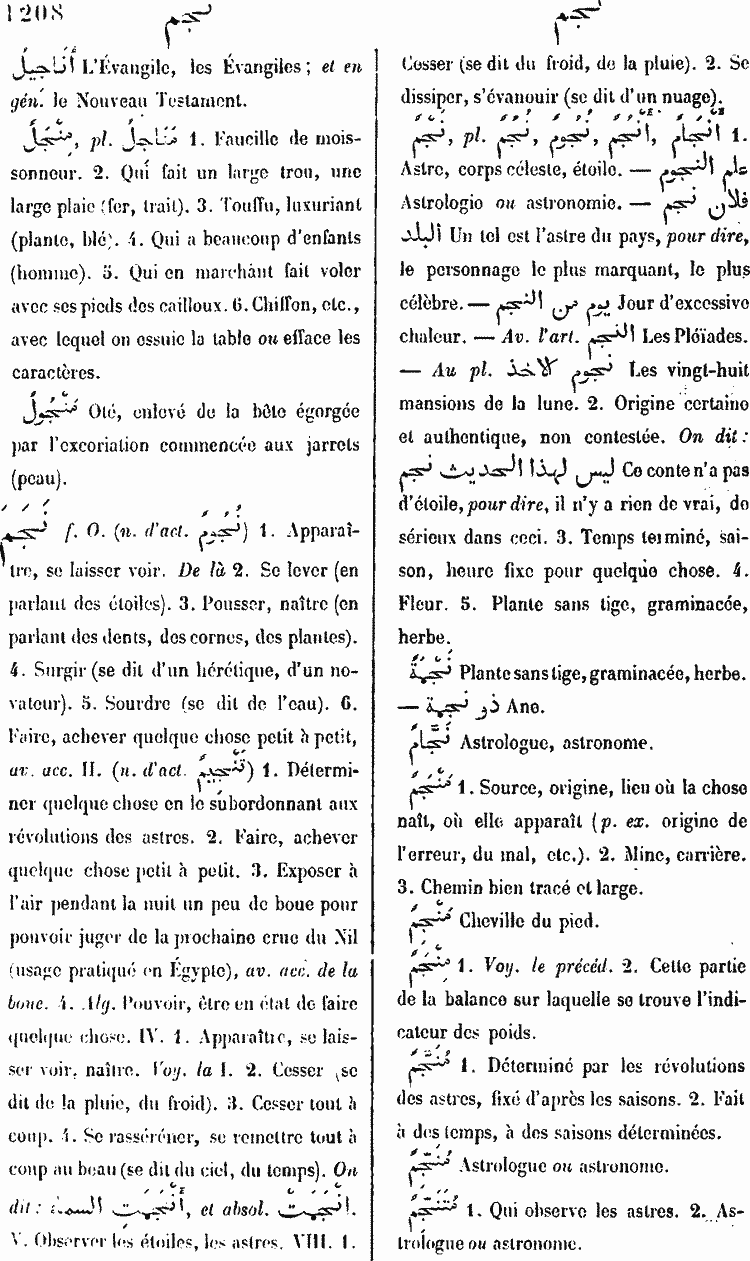 1208
نجم
نجم
أَنَاجِيلُ L'Évangile, les Évangiles; et en
gén. le Nouveau Testament.
مِنْجَلٌ, pl. مَنَاجِلُ 1. Faucille de mois-
sonneur. 2. Qui fait un large trou, une
large plaie (fer, trait). 3. Touffu, luxuriant
(plante, blé). 4. Qui a beaucoup d'enfants
(homme). 5. Qui en marchant fait voler
avec ses pieds des cailloux. 6. Chiffon, etc.,
avec lequel on essuie la table ou efface les
caractères.
مَنْجُولٌ Oté, enlevé de la bête égorgée
par l'excoriation commencée aux jarrets
(peau).
نَجَمَ f. O. (n. d'act. نُجُومٌ) 1. Apparaî-
tre, se laisser voir. De là 2. Se lever (en
parlant des étoiles). 3. Pousser, naître (en
parlant des dents, des cornes, des plantes).
4. Surgir (se dit d'un hérétique, d'un no-
vateur). 5. Sourdre (se dit de l'eau). 6.
Faire, achever quelque chose petit à petit,
av. acc. II. (n. d'act. تَنْجِيمٌ) 1. Détermi-
ner quelque chose en le subordonnant aux
révolutions des astres. 2. Faire, achever
quelque chose petit à petit. 3. Exposer à
l'air pendant la nuit un peu de boue pour
pouvoir juger de la prochaine crue du Nil
(usage pratiqué en Égypte), av. acc. de la
boue. 4. Alg. Pouvoir, être en état de faire
quelque chose. IV. 1. Apparaître, se lais-
ser voir, naître. Voy. la I. 2. Cesser (se
dit de la pluie, du froid). 3. Cesser tout à
coup. 4. Se rasséréner, se remettre tout à
coup au beau (se dit du ciel, du temps). On
dit : أَنْجَمَت السمآء, et absol. أَنْجَمَتْ.
V. Observer les étoiles, les astres. VIII. 1.
Cesser (se dit du froid, de la pluie). 2. Se
dissiper, s'évanouir (se dit d'un nuage).
نَجْمٌ, pl. نُجُمٌ, نُجُومٌ, أَنْجُمٌ, أَنْجَامٌ 1.
Astre, corps céleste, étoile. — علم النجوم
Astrologie ou astronomie. — فلان نجم
البلد Un tel est l'astre du pays, pour dire,
le personnage le plus marquant, le plus
célèbre. — يوم من النجم Jour d'excessive
chaleur. — Av. l'art. النجم Les Pléïades.
— Au pl. نجوم الاخذ Les vingt-huit
mansions de la lune. 2. Origine certaine
et authentique, non contestée. On dit :
ليس لهذا الحديث نجم Ce conte n'a pas
d'étoile, pour dire, il n'y a rien de vrai, de
sérieux dans ceci. 3. Temps terminé, sai-
son, heure fixe pour quelque chose. 4.
Fleur. 5. Plante sans tige, graminacée,
herbe.
نَجْمَةٌ Plante sans tige, graminacée, herbe.
— ذو نجمة Ane.
نَجَّامٌ Astrologue, astronome.
مَنْجَمٌ 1. Source, origine, lieu où la chose
naît, où elle apparaît (p. ex. origine de
l'erreur, du mal, etc.). 2. Mine, carrière.
3. Chemin bien tracé et large.
مَنْجِمٌ Cheville du pied.
مِنْجَمٌ 1. Voy. le précéd. 2. Cette partie
de la balance sur laquelle se trouve l'indi-
cateur des poids.
مُنَجَّمٌ 1. Déterminé par les révolutions
des astres, fixé d'après les saisons. 2. Fait
à des temps, à des saisons déterminées.
مُنَجِّمٌ Astrologue ou astronome.
مُتَنَجِّمٌ 1. Qui observe les astres. 2. As-
trologue ou astronome.